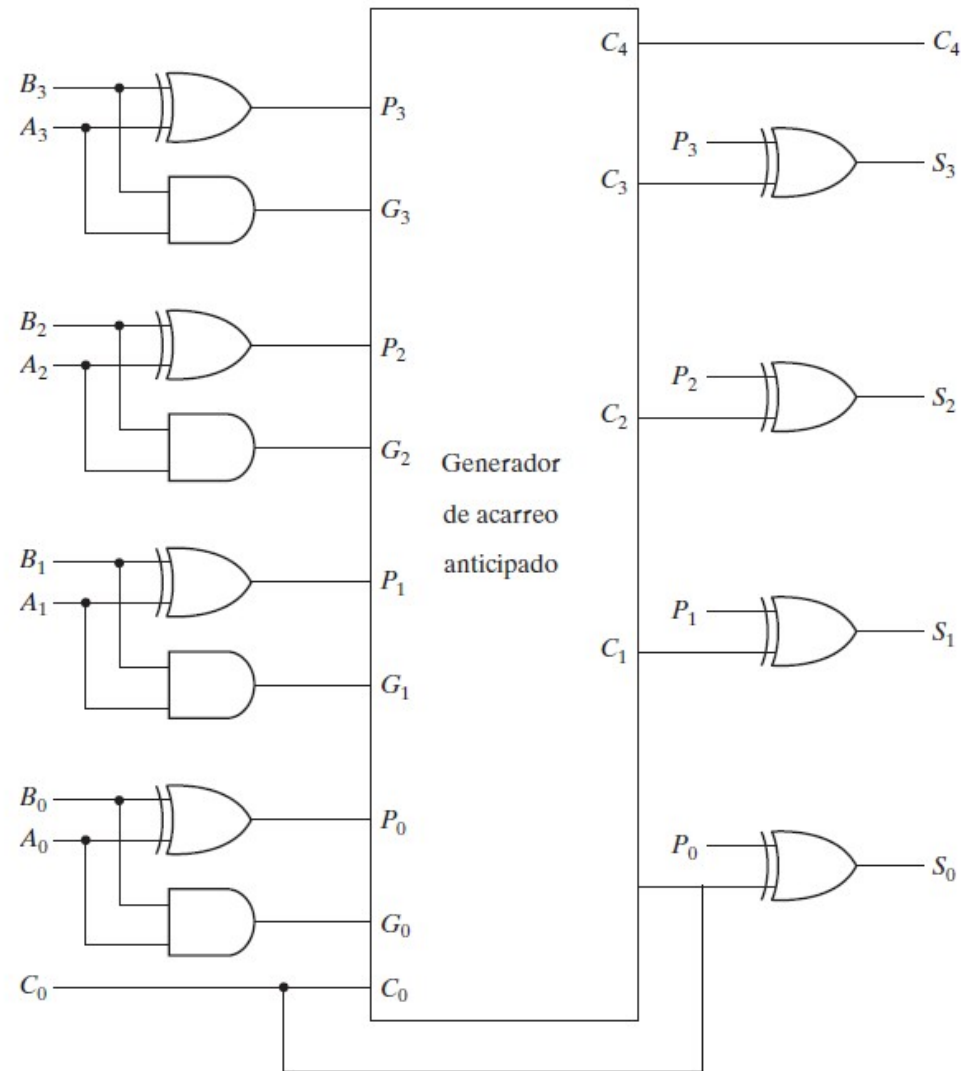 C₄
C₄
B₃
A₃
P₃
P₃
S₃
C₃
G₃
B₂
A₂
P₂
P₂
S₂
C₂
G₂
Generador
de acarreo
anticipado
B₁
A₁
P₁
P₁
S₁
C₁
G₁
B₀
A₀
P₀
P₀
S₀
G₀
C₀
C₀